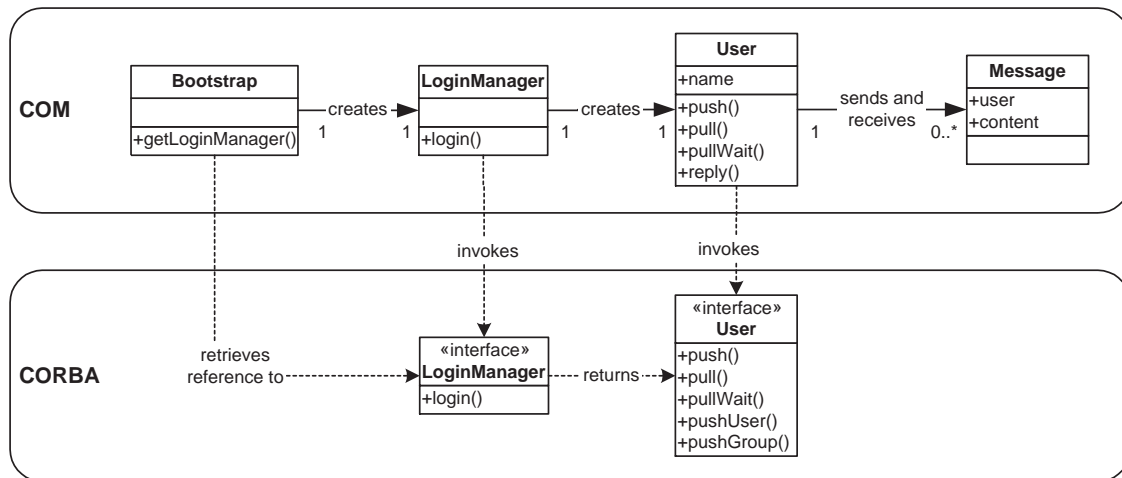 COM
Bootstrap
+getLoginManager()
creates
1
1
LoginManager
+login()
creates
1
1
User
+name
+push()
+pull()
+pullWait()
+reply()
sends and
receives
1
0..*
Message
+user
+content
invokes
invokes
CORBA
retrieves
reference to
«interface»
LoginManager
+login()
returns
«interface»
User
+push()
+pull()
+pullWait()
+pushUser()
+pushGroup()